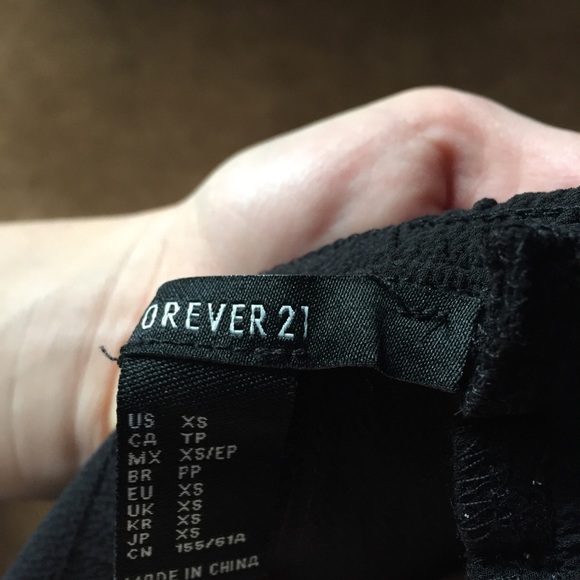 OREVER 21
US XS
CA TP
MX XS/EP
BR PP
EU XS
UK XS
KR XS
JP XS
CN 155/61A
MADE IN CHINA